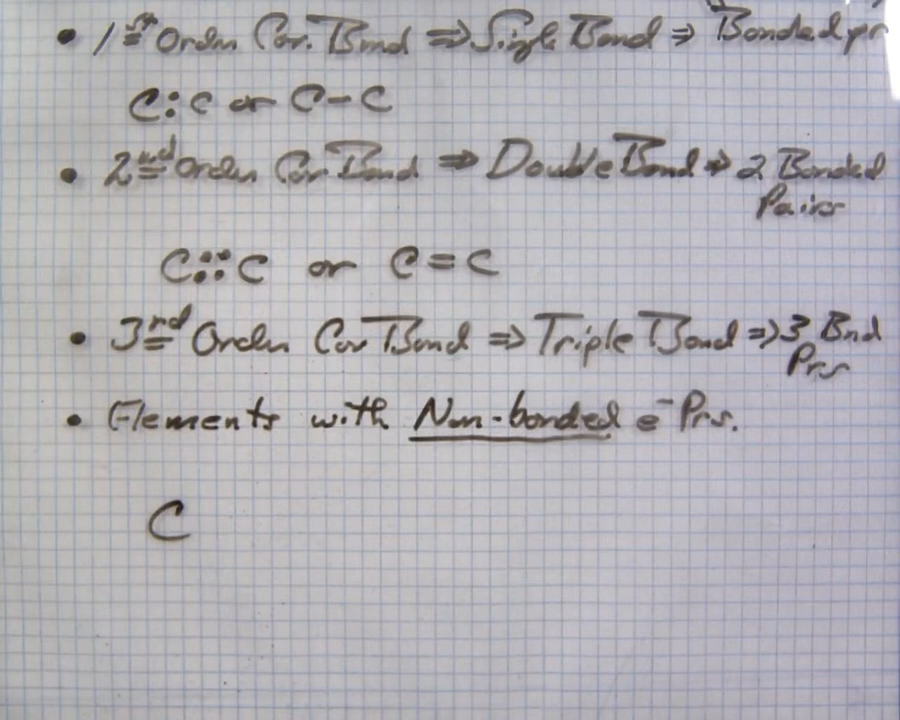 • 1st Order Cov. Bond ⇒ Single Bond ⇒ Bonded pr
C:C or C-C
• 2nd Order Cov Bond ⇒ Double Bond ⇒ 2 Bonded
Pairs
C::C or C=C
• 3rd Order Cov Bond ⇒ Triple Bond ⇒ 3 Bnd
Prs
• Elements with Non-bonded e⁻ Prs.
C